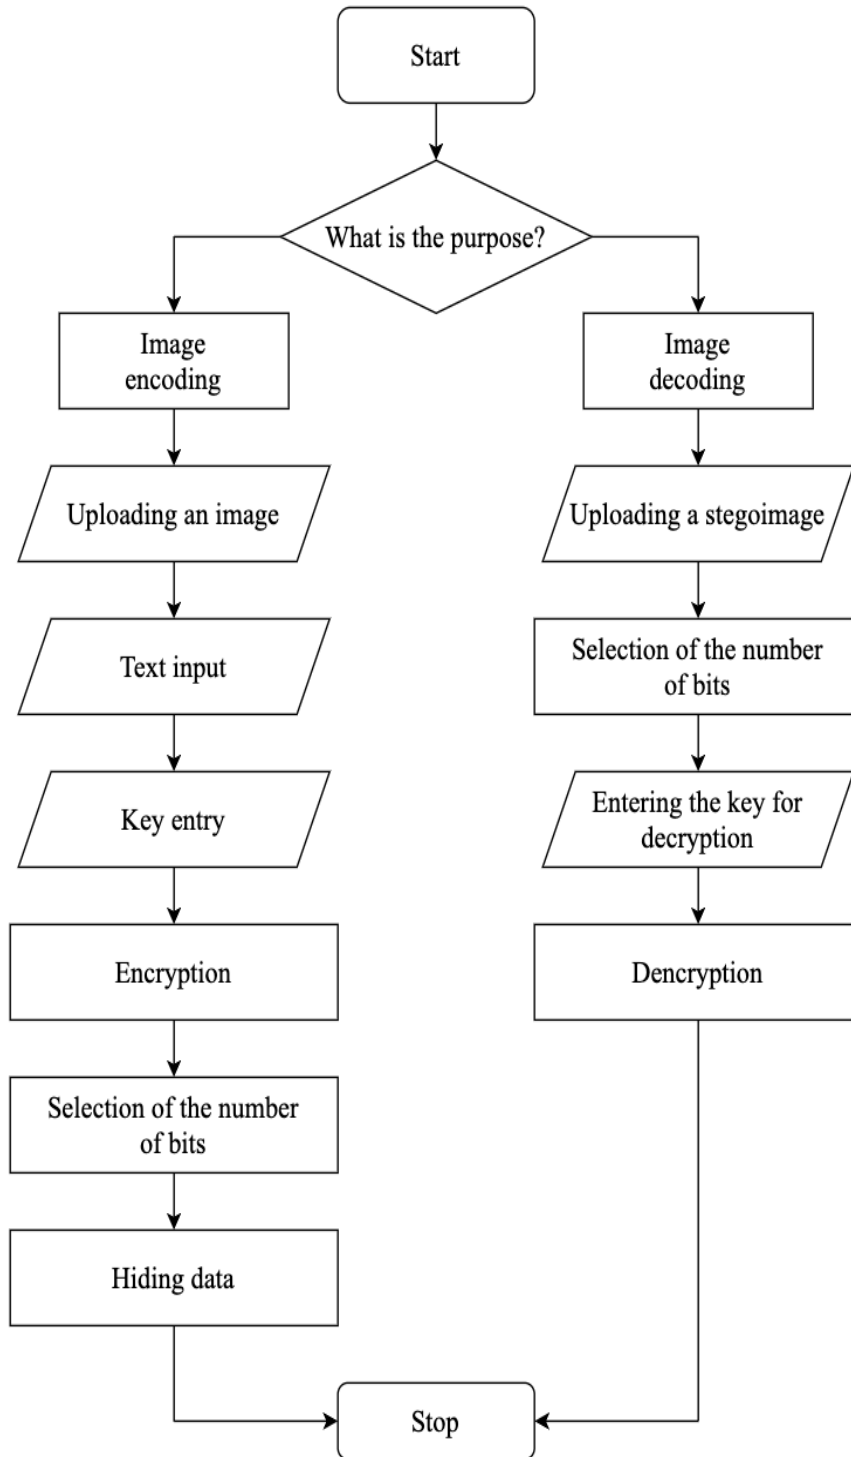 Start
What is the purpose?
Image
encoding
Uploading an image
Text input
Key entry
Encryption
Selection of the number
of bits
Hiding data
Image
decoding
Uploading a stegoimage
Selection of the number
of bits
Entering the key for
decryption
Dencryption
Stop